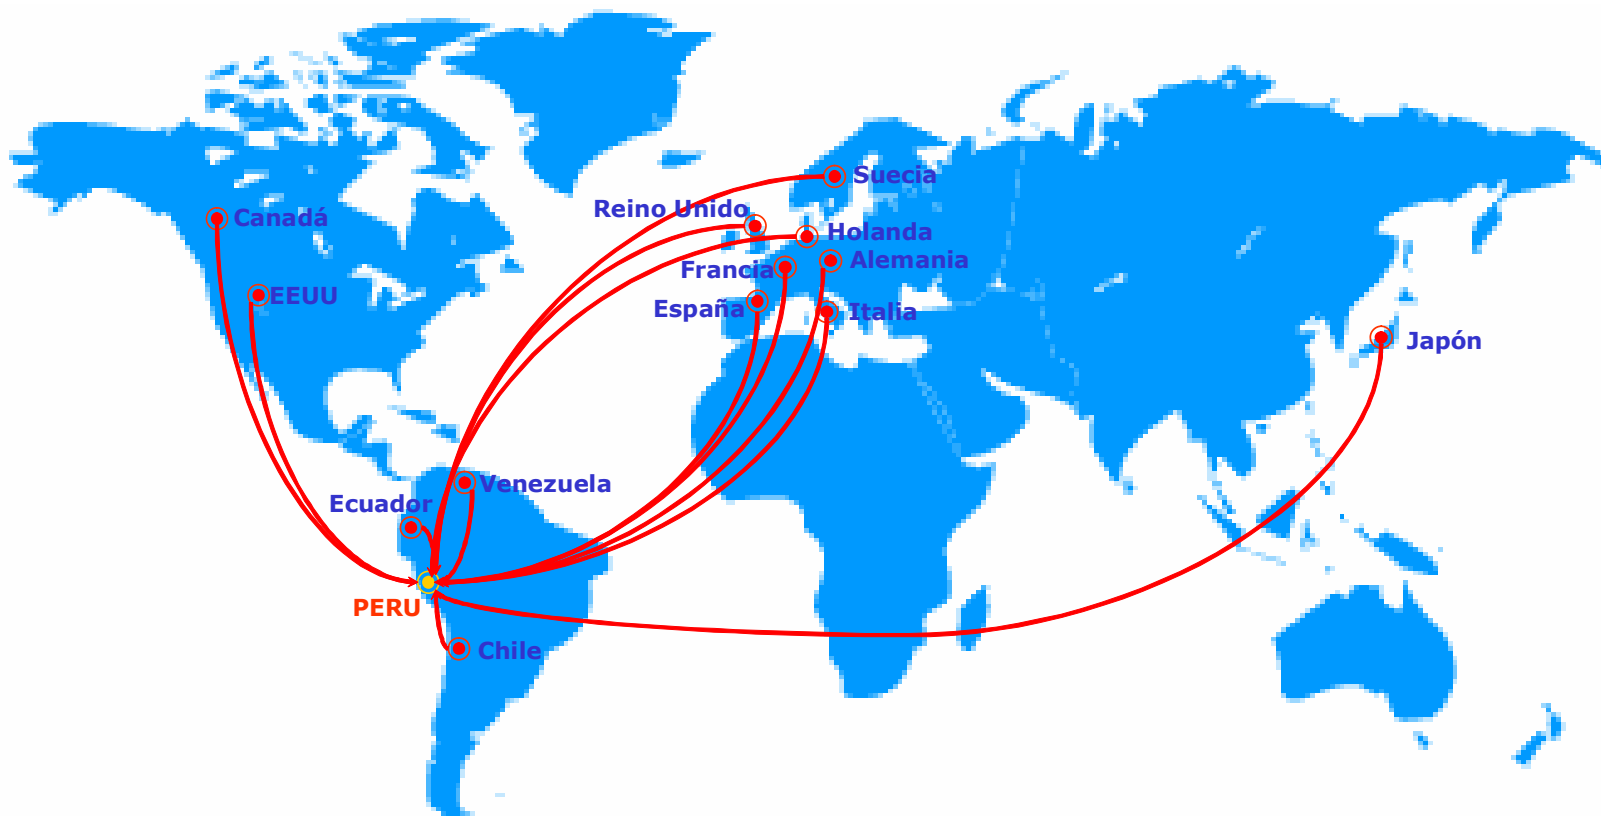 Suecia
Reino Unido
Canadá
Holanda
Francia
Alemania
EEUU
España
Italia
Japón
Venezuela
Ecuador
PERU
Chile